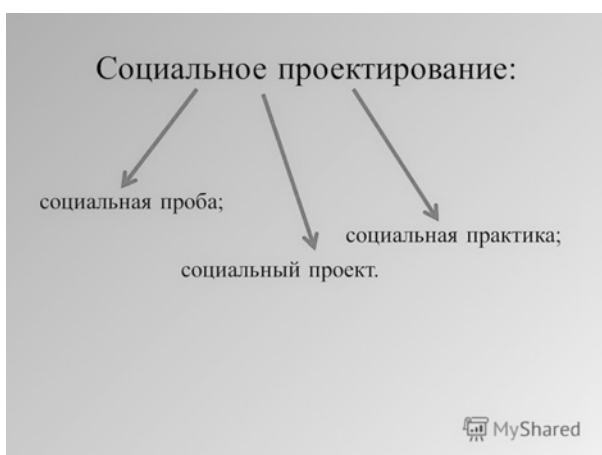 Социальное проектирование:
социальная проба;
социальная практика;
социальный проект.
MyShared